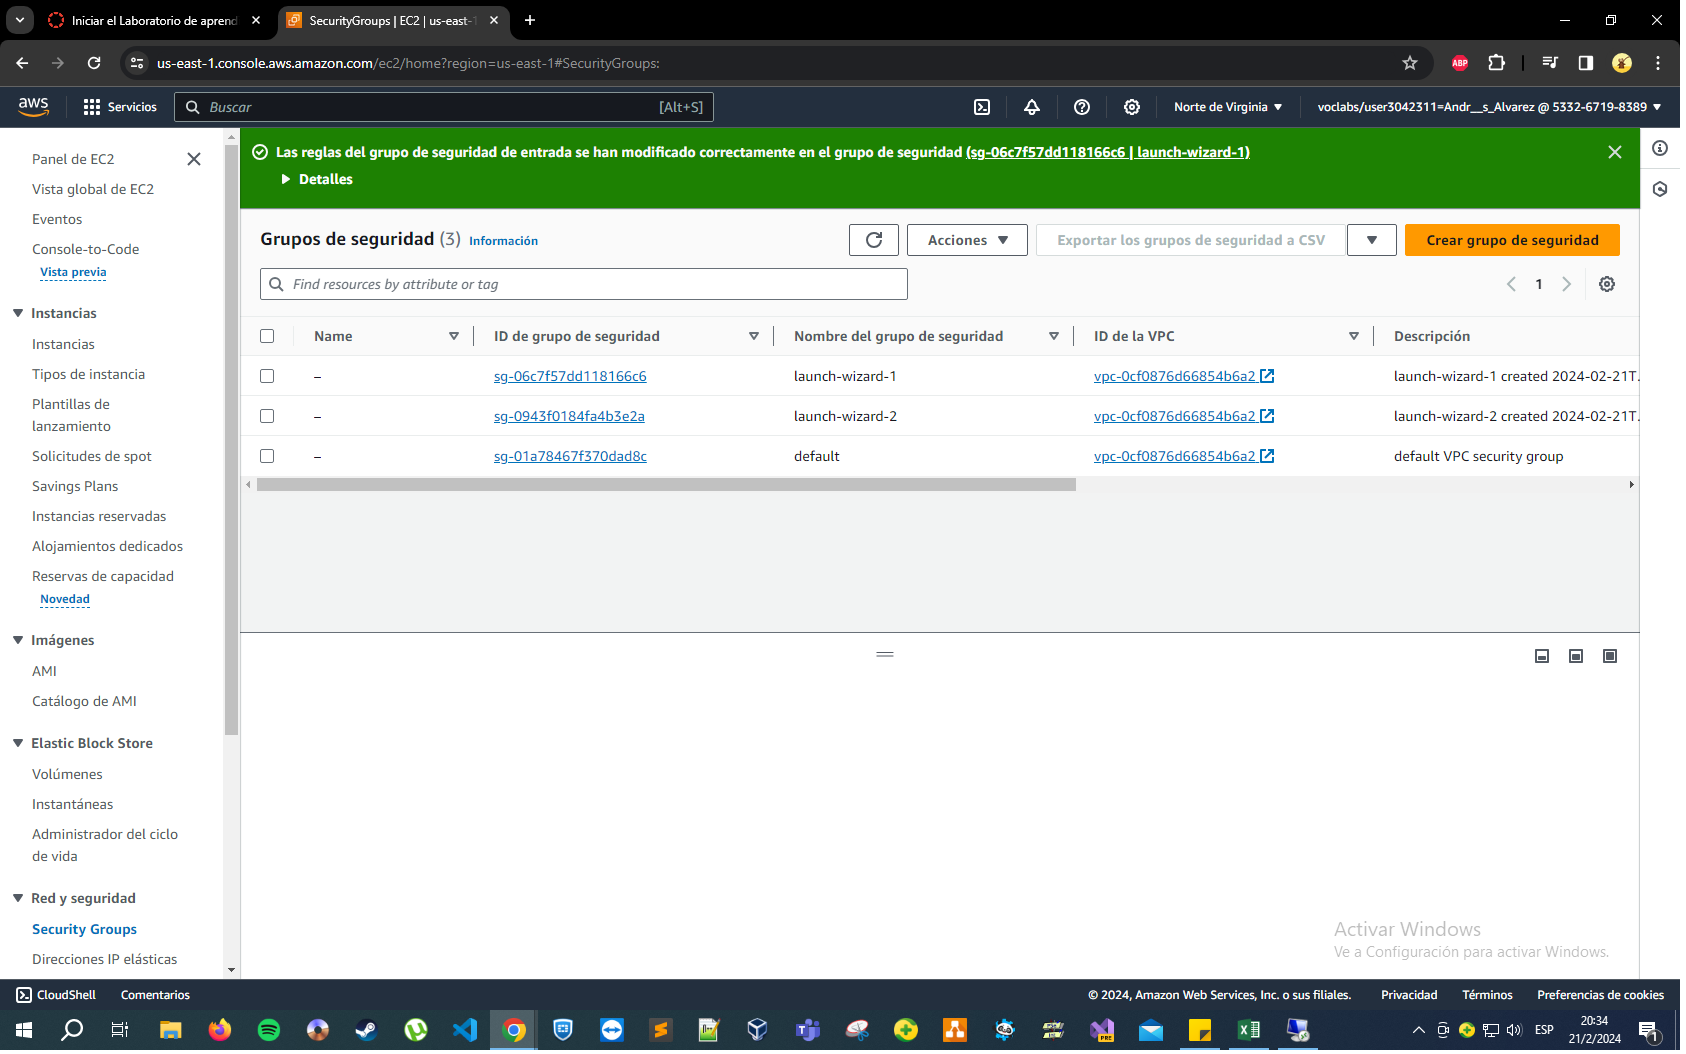 Iniciar el Laboratorio de aprend
SecurityGroups | EC2 | us-east-1
us-east-1.console.aws.amazon.com/ec2/home?region=us-east-1#SecurityGroups:
ABP
aws
Servicios
Buscar
[Alt+S]
Norte de Virginia
voclabs/user3042311=Andr__s_Alvarez @ 5332-6719-8389
Panel de EC2
Vista global de EC2
Eventos
Console-to-Code
Vista previa
Instancias
Instancias
Tipos de instancia
Plantillas de
lanzamiento
Solicitudes de spot
Savings Plans
Instancias reservadas
Alojamientos dedicados
Reservas de capacidad
Novedad
Imágenes
AMI
Catálogo de AMI
Elastic Block Store
Volúmenes
Instantáneas
Administrador del ciclo
de vida
Red y seguridad
Security Groups
Direcciones IP elásticas
Las reglas del grupo de seguridad de entrada se han modificado correctamente en el grupo de seguridad (sg-06c7f57dd118166c6 | launch-wizard-1)
Detalles
Grupos de seguridad (3) Información
Acciones
Exportar los grupos de seguridad a CSV
Crear grupo de seguridad
Find resources by attribute or tag
1
Name ID de grupo de seguridad Nombre del grupo de seguridad ID de la VPC Descripción
– sg-06c7f57dd118166c6 launch-wizard-1 vpc-0cf0876d66854b6a2 launch-wizard-1 created 2024-02-21T.
– sg-0943f0184fa4b3e2a launch-wizard-2 vpc-0cf0876d66854b6a2 launch-wizard-2 created 2024-02-21T.
– sg-01a78467f370dad8c default vpc-0cf0876d66854b6a2 default VPC security group
Activar Windows
Ve a Configuración para activar Windows.
CloudShell
Comentarios
© 2024, Amazon Web Services, Inc. o sus filiales.
Privacidad
Términos
Preferencias de cookies
PRE
ESP
20:34
21/2/2024
1